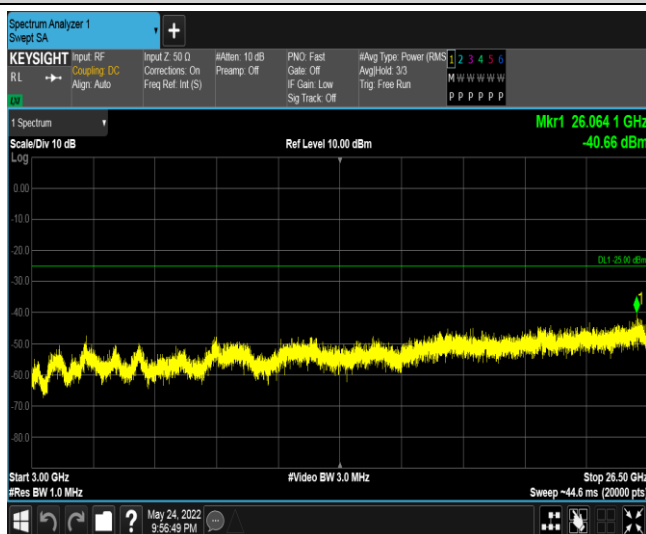 Spectrum Analyzer 1
Swept SA
+
KEYSIGHT
RL
Input: RF
Coupling: DC
Align: Auto
Input Z: 50 Ω
Corrections: On
Freq Ref: Int (S)
#Atten: 10 dB
Preamp: Off
PNO: Fast
Gate: Off
IF Gain: Low
Sig Track: Off
#Avg Type: Power (RMS
Avg|Hold: 3/3
Trig: Free Run
1 2 3 4 5 6
M W W W W W
P P P P P P
1 Spectrum
Mkr1 26.064 1 GHz
-40.66 dBm
Scale/Div 10 dB
Ref Level 10.00 dBm
Log
0.00
-10.0
-20.0
DL1 -25.00 dBm
-30.0
1
-40.0
-50.0
-60.0
-70.0
-80.0
Start 3.00 GHz
#Video BW 3.0 MHz
Stop 26.50 GHz
#Res BW 1.0 MHz
Sweep ~44.6 ms (20000 pts)
?
May 24, 2022
9:56:49 PM